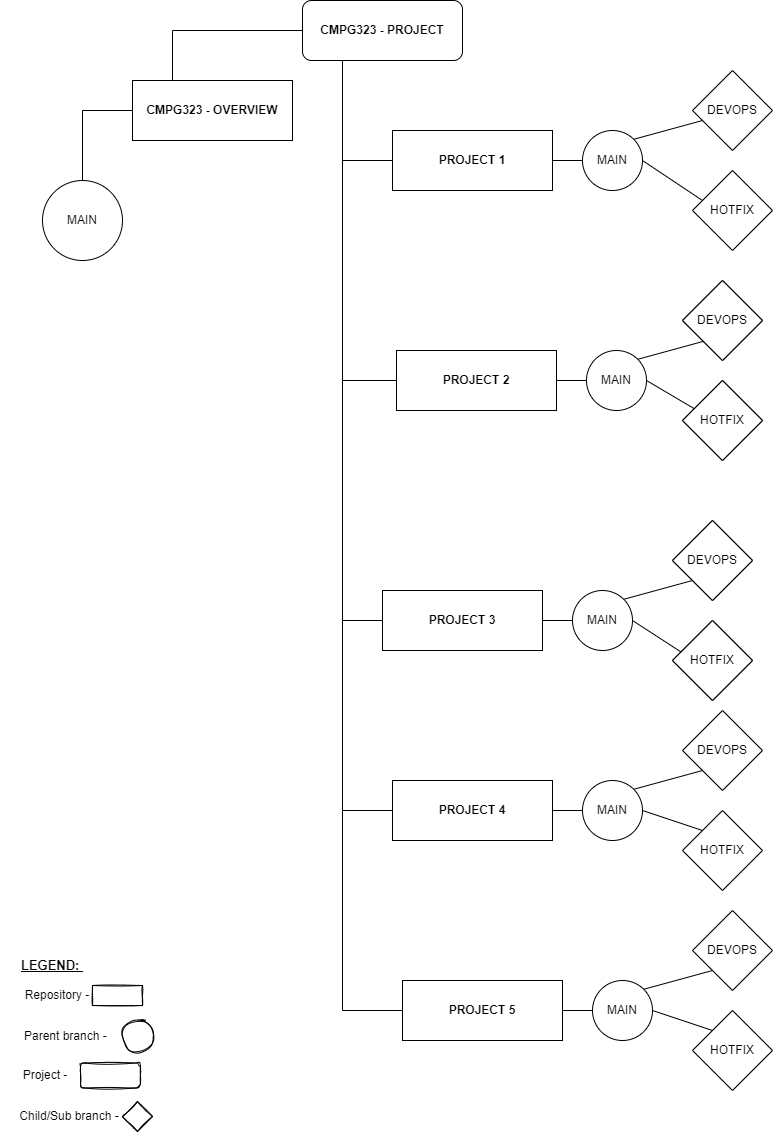 CMPG323 - PROJECT
CMPG323 - OVERVIEW
MAIN
PROJECT 1
MAIN
DEVOPS
HOTFIX
PROJECT 2
MAIN
DEVOPS
HOTFIX
PROJECT 3
MAIN
DEVOPS
HOTFIX
PROJECT 4
MAIN
DEVOPS
HOTFIX
PROJECT 5
MAIN
DEVOPS
HOTFIX
LEGEND:
Repository -
Parent branch -
Project -
Child/Sub branch -